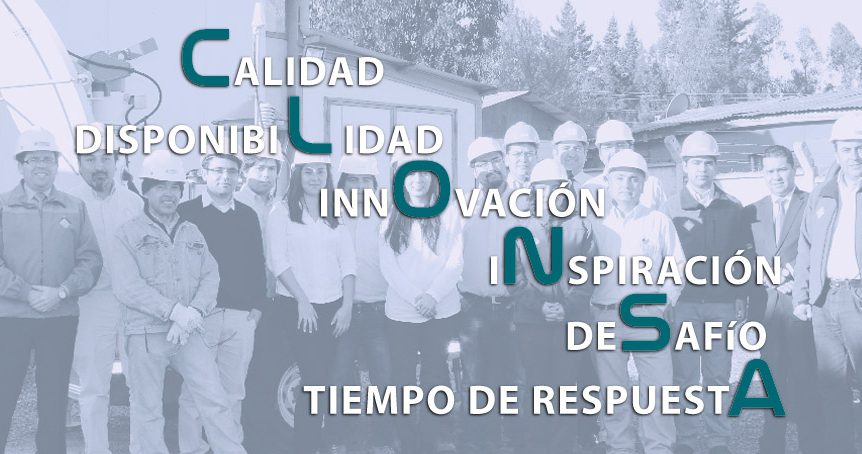 CALIDAD
DISPONIBILIDAD
INNOVACIÓN
INSPIRACIÓN
DESAFíO
TIEMPO DE RESPUESTA